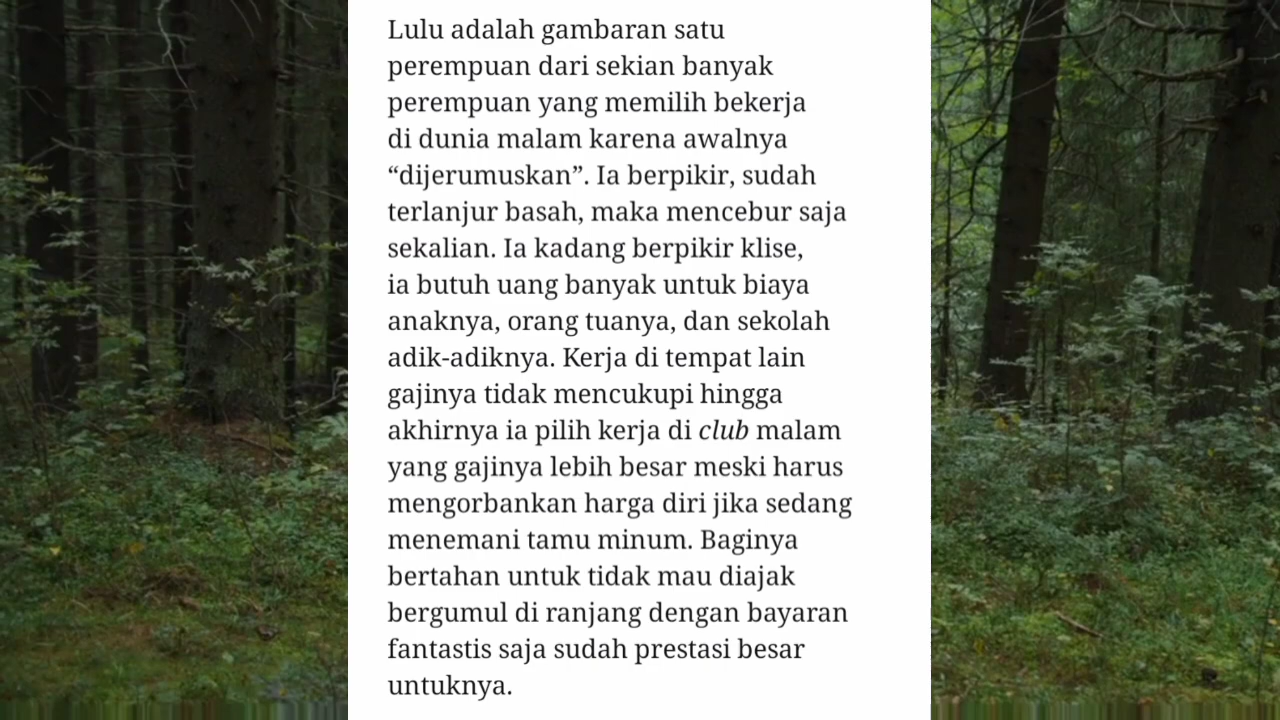 Lulu adalah gambaran satu
perempuan dari sekian banyak
perempuan yang memilih bekerja
di dunia malam karena awalnya
“dijerumuskan”. Ia berpikir, sudah
terlanjur basah, maka mencebur saja
sekalian. Ia kadang berpikir klise,
ia butuh uang banyak untuk biaya
anaknya, orang tuanya, dan sekolah
adik-adiknya. Kerja di tempat lain
gajinya tidak mencukupi hingga
akhirnya ia pilih kerja di club malam
yang gajinya lebih besar meski harus
mengorbankan harga diri jika sedang
menemani tamu minum. Baginya
bertahan untuk tidak mau diajak
bergumul di ranjang dengan bayaran
fantastis saja sudah prestasi besar
untuknya.